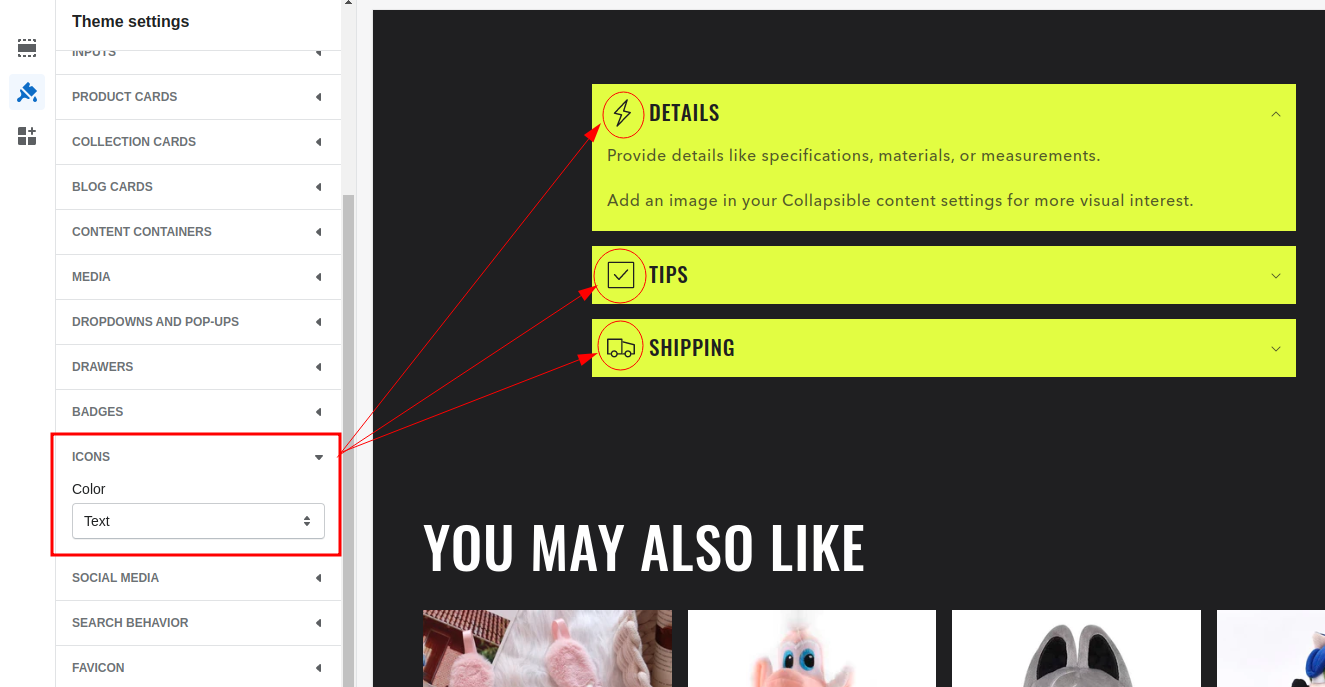 Theme settings
INPUTS
PRODUCT CARDS
COLLECTION CARDS
BLOG CARDS
CONTENT CONTAINERS
MEDIA
DROPDOWNS AND POP-UPS
DRAWERS
BADGES
ICONS
Color
Text
SOCIAL MEDIA
SEARCH BEHAVIOR
FAVICON
DETAILS
Provide details like specifications, materials, or measurements.
Add an image in your Collapsible content settings for more visual interest.
TIPS
SHIPPING
YOU MAY ALSO LIKE